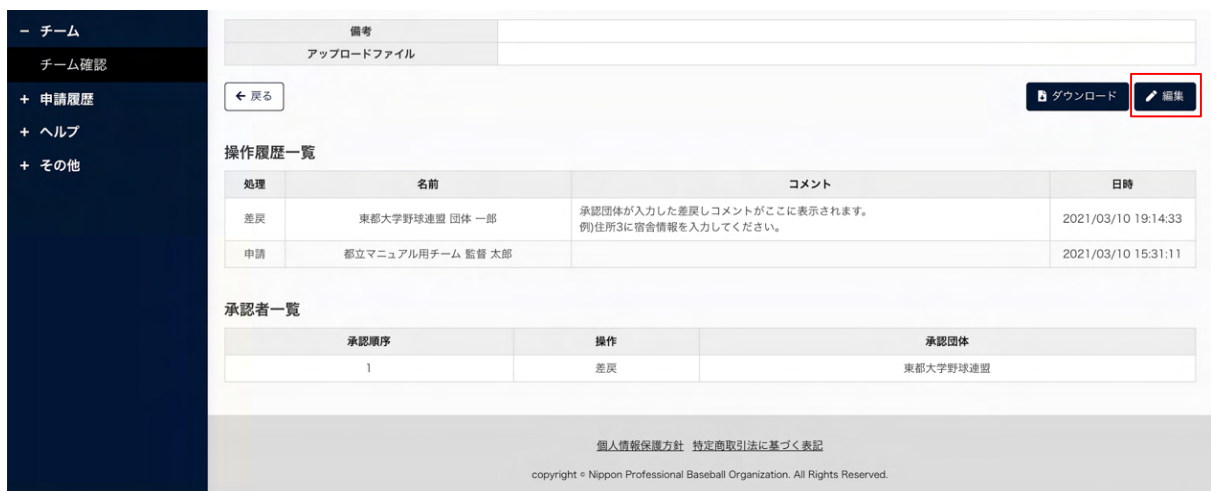 − チーム
チーム確認
+ 申請履歴
+ ヘルプ
+ その他
備考
アップロードファイル
← 戻る
ダウンロード
編集
操作履歴一覧
処理 名前 コメント 日時
差戻 東都大学野球連盟 団体 一郎 承認団体が入力した差戻しコメントがここに表示されます。
例)住所3に宿舎情報を入力してください。 2021/03/10 19:14:33
申請 都立マニュアル用チーム 監督 太郎 2021/03/10 15:31:11
承認者一覧
承認順序 操作 承認団体
1 差戻 東都大学野球連盟
個人情報保護方針 特定商取引法に基づく表記
copyright © Nippon Professional Baseball Organization. All Rights Reserved.